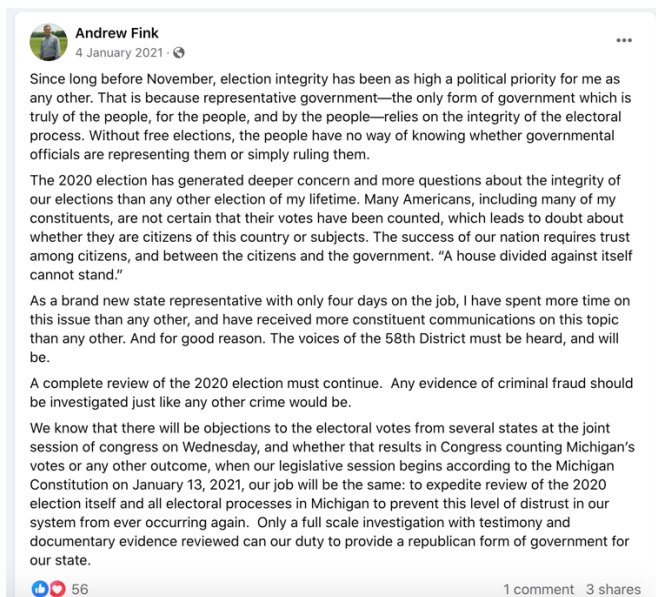 Andrew Fink
4 January 2021 ·
Since long before November, election integrity has been as high a political priority for me as
any other. That is because representative government—the only form of government which is
truly of the people, for the people, and by the people—relies on the integrity of the electoral
process. Without free elections, the people have no way of knowing whether governmental
officials are representing them or simply ruling them.
The 2020 election has generated deeper concern and more questions about the integrity of
our elections than any other election of my lifetime. Many Americans, including many of my
constituents, are not certain that their votes have been counted, which leads to doubt about
whether they are citizens of this country or subjects. The success of our nation requires trust
among citizens, and between the citizens and the government. “A house divided against itself
cannot stand.”
As a brand new state representative with only four days on the job, I have spent more time on
this issue than any other, and have received more constituent communications on this topic
than any other. And for good reason. The voices of the 58th District must be heard, and will
be.
A complete review of the 2020 election must continue.  Any evidence of criminal fraud should
be investigated just like any other crime would be.
We know that there will be objections to the electoral votes from several states at the joint
session of congress on Wednesday, and whether that results in Congress counting Michigan’s
votes or any other outcome, when our legislative session begins according to the Michigan
Constitution on January 13, 2021, our job will be the same: to expedite review of the 2020
election itself and all electoral processes in Michigan to prevent this level of distrust in our
system from ever occurring again.  Only a full scale investigation with testimony and
documentary evidence reviewed can our duty to provide a republican form of government for
our state.
56 1 comment 3 shares